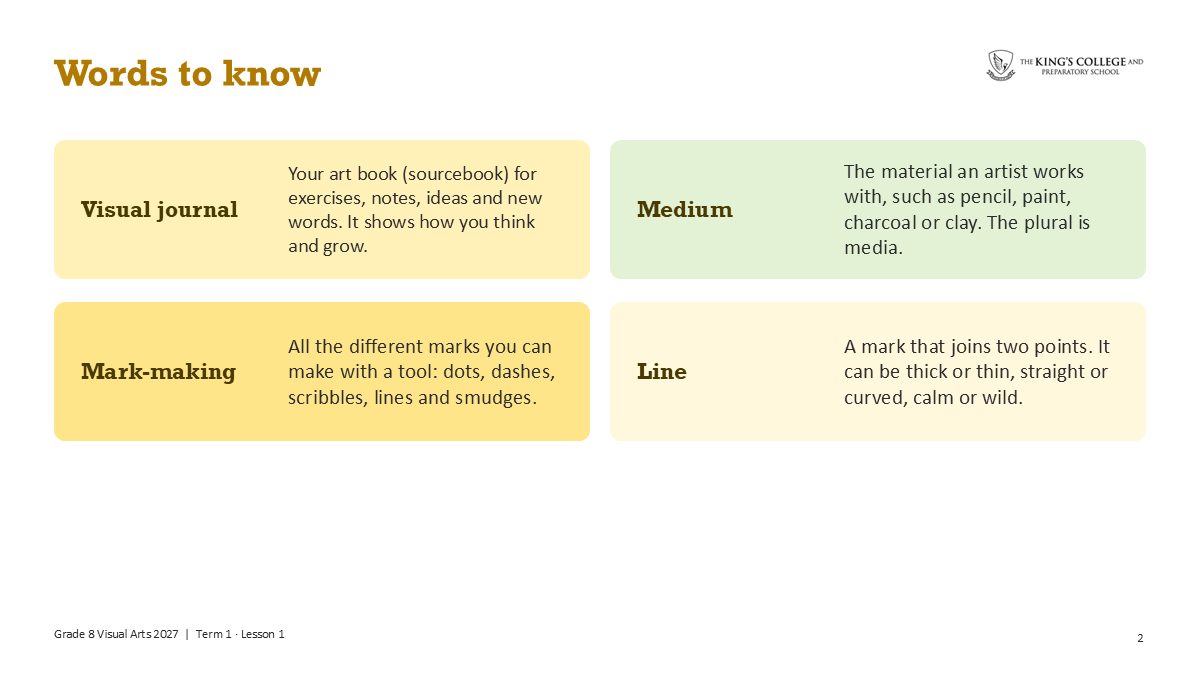 Words to know
THE KING'S COLLEGE AND
PREPARATORY SCHOOL
Visual journal
Your art book (sourcebook) for
exercises, notes, ideas and new
words. It shows how you think
and grow.
Medium
The material an artist works
with, such as pencil, paint,
charcoal or clay. The plural is
media.
Mark-making
All the different marks you can
make with a tool: dots, dashes,
scribbles, lines and smudges.
Line
A mark that joins two points. It
can be thick or thin, straight or
curved, calm or wild.
Grade 8 Visual Arts 2027 | Term 1 · Lesson 1
2